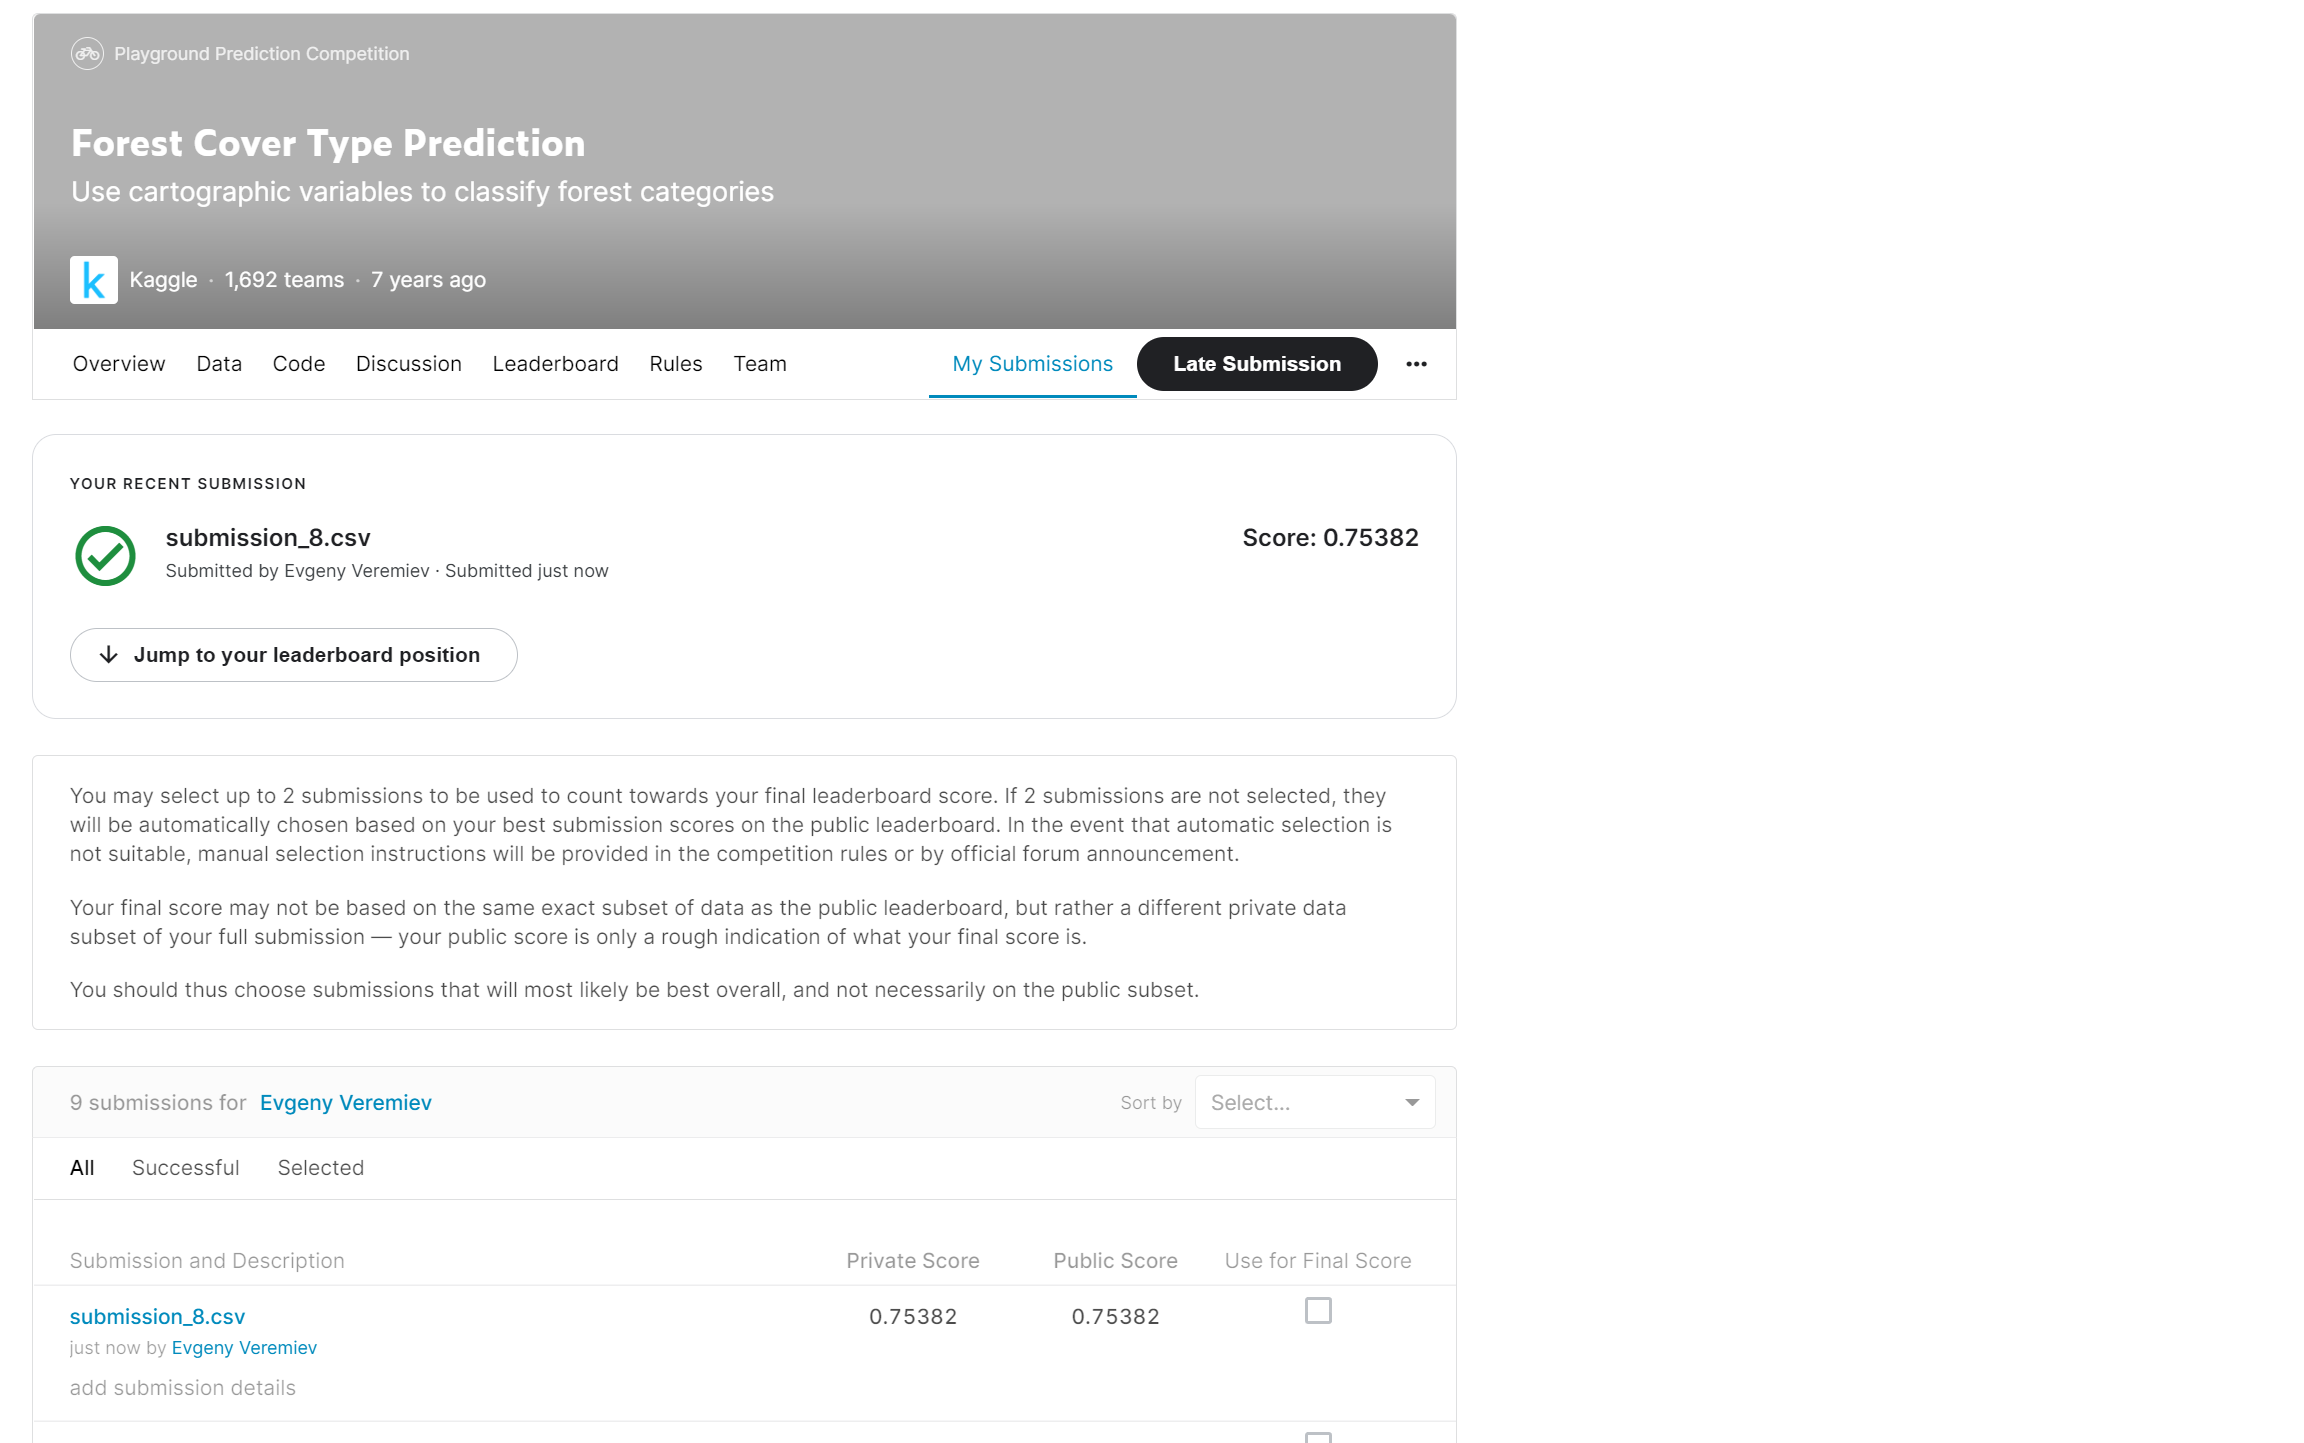 Playground Prediction Competition
Forest Cover Type Prediction
Use cartographic variables to classify forest categories
k Kaggle · 1,692 teams · 7 years ago
Overview Data Code Discussion Leaderboard Rules Team My Submissions Late Submission •••
YOUR RECENT SUBMISSION
submission_8.csv Score: 0.75382
Submitted by Evgeny Veremiev · Submitted just now
Jump to your leaderboard position
You may select up to 2 submissions to be used to count towards your final leaderboard score. If 2 submissions are not selected, they
will be automatically chosen based on your best submission scores on the public leaderboard. In the event that automatic selection is
not suitable, manual selection instructions will be provided in the competition rules or by official forum announcement.
Your final score may not be based on the same exact subset of data as the public leaderboard, but rather a different private data
subset of your full submission — your public score is only a rough indication of what your final score is.
You should thus choose submissions that will most likely be best overall, and not necessarily on the public subset.
9 submissions for Evgeny Veremiev Sort by Select...
All Successful Selected
Submission and Description Private Score Public Score Use for Final Score
submission_8.csv 0.75382 0.75382
just now by Evgeny Veremiev
add submission details